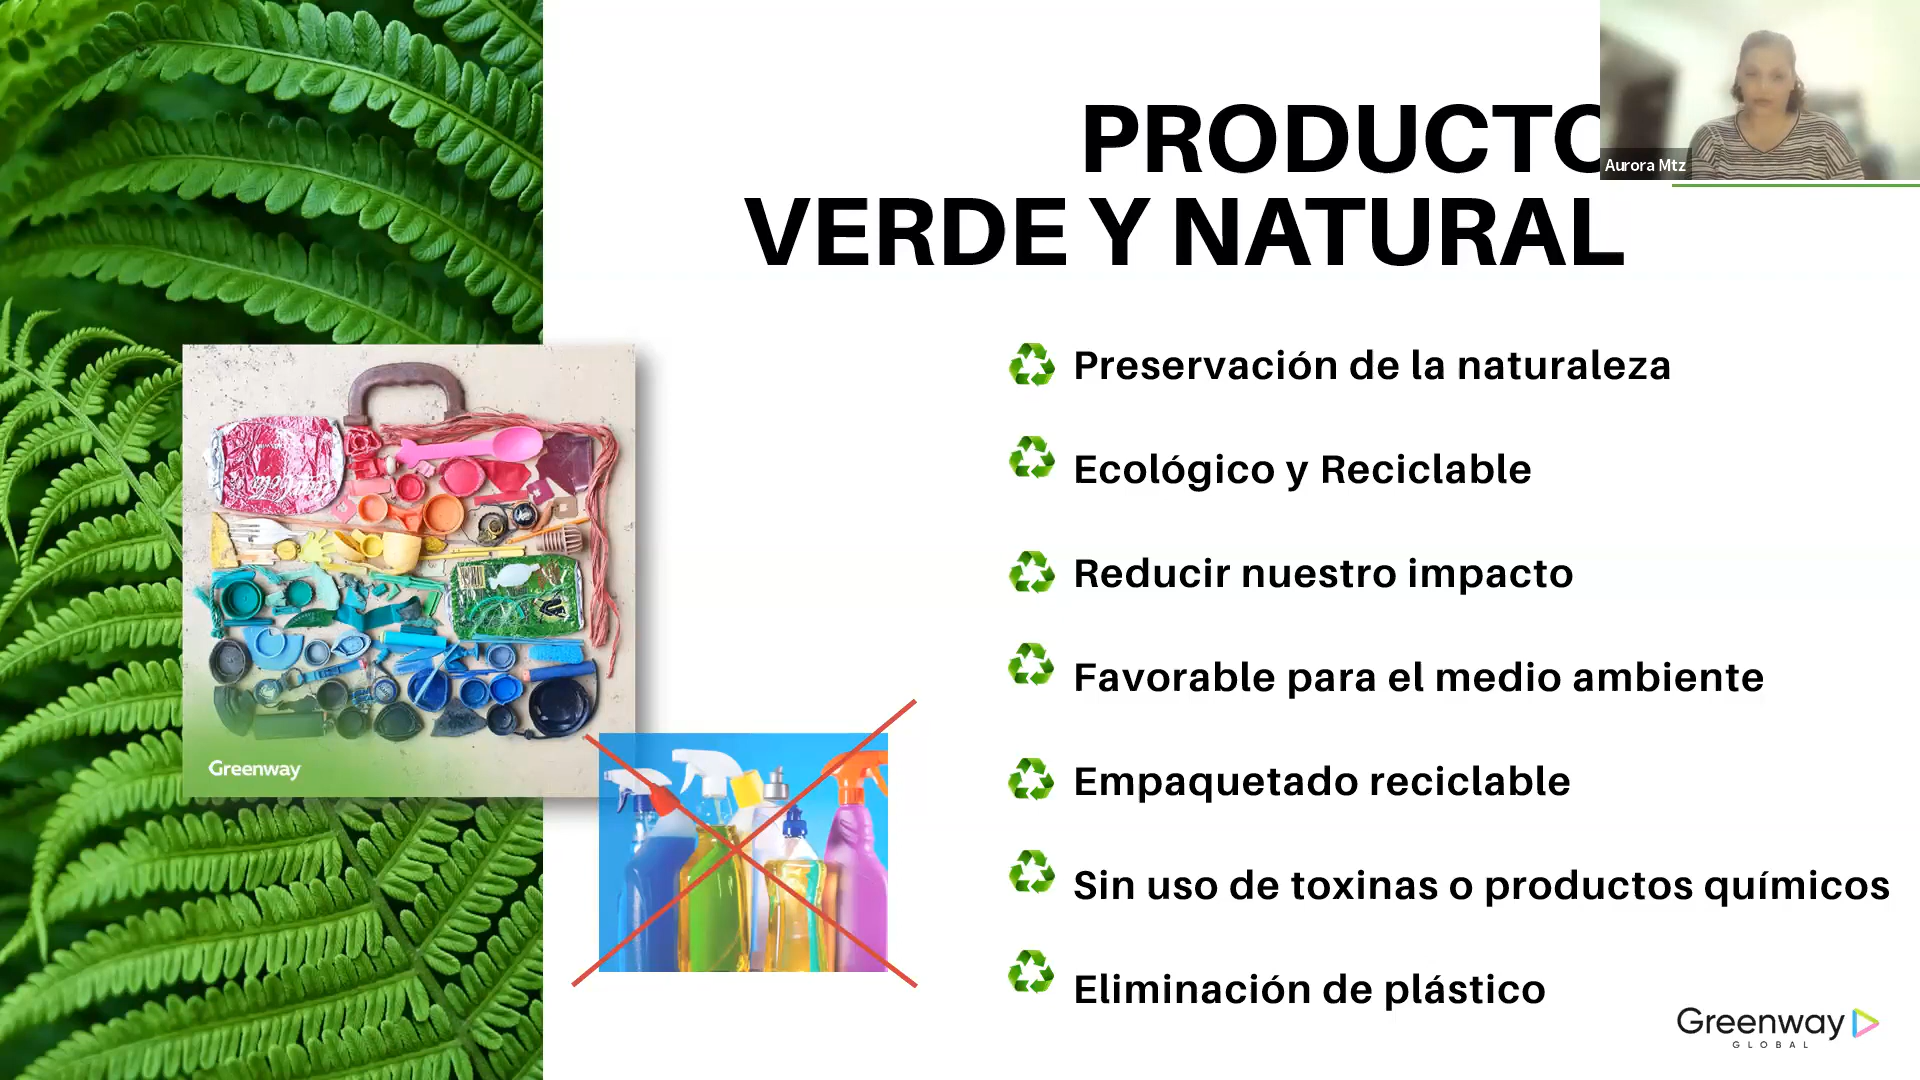 PRODUCTO
VERDE Y NATURAL
Aurora Mtz
Preservación de la naturaleza
Ecológico y Reciclable
Reducir nuestro impacto
Favorable para el medio ambiente
Empaquetado reciclable
Sin uso de toxinas o productos químicos
Eliminación de plástico
Greenway
Greenway
GLOBAL